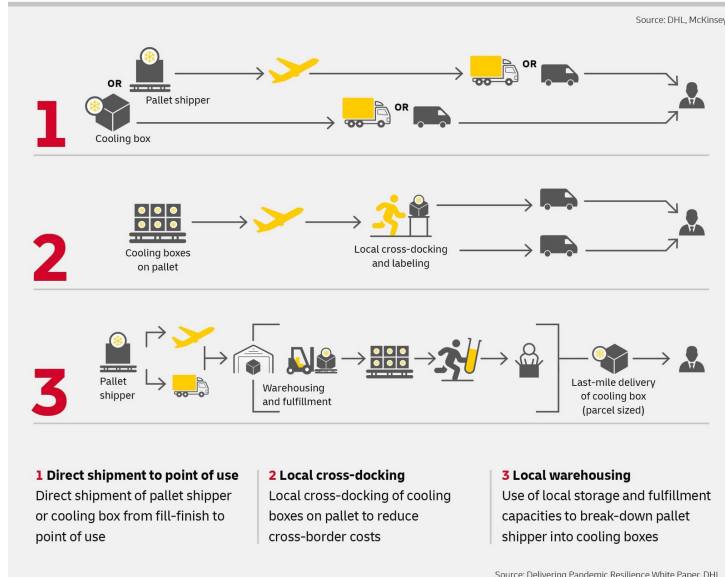 Source: DHL, McKinsey
1
OR
Pallet shipper
OR
Cooling box
OR
2
Cooling boxes
on pallet
Local cross-docking
and labeling
3
Pallet
shipper
Warehousing
and fulfillment
Last-mile delivery
of cooling box
(parcel sized)
1 Direct shipment to point of use
Direct shipment of pallet shipper
or cooling box from fill-finish to
point of use
2 Local cross-docking
Local cross-docking of cooling
boxes on pallet to reduce
cross-border costs
3 Local warehousing
Use of local storage and fulfillment
capacities to break-down pallet
shipper into cooling boxes
Source: Delivering Pandemic Resilience White Paper, DHL